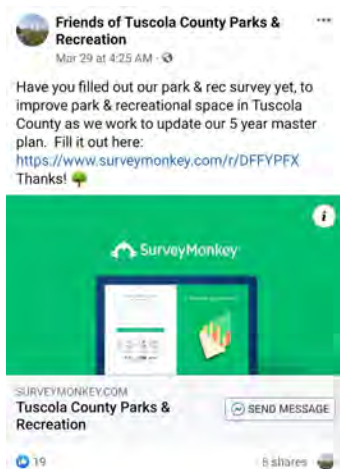 Friends of Tuscola County Parks &
Recreation
Mar 29 at 4:25 AM ·
Have you filled out our park & rec survey yet, to
improve park & recreational space in Tuscola
County as we work to update our 5 year master
plan. Fill it out here:
https://www.surveymonkey.com/r/DFFYPFX
Thanks!
i
SurveyMonkey
SURVEYMONKEY.COM
Tuscola County Parks &
Recreation
SEND MESSAGE
19
8 shares